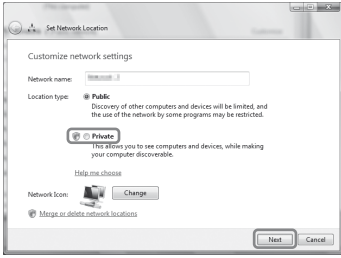 Set Network Location
Customize network settings
Network name:
Location type: Public
Discovery of other computers and devices will be limited, and
the use of the network by some programs may be restricted.
Private
This allows you to see computers and devices, while making
your computer discoverable.
Help me choose
Network Icon: Change
Merge or delete network locations
Next Cancel